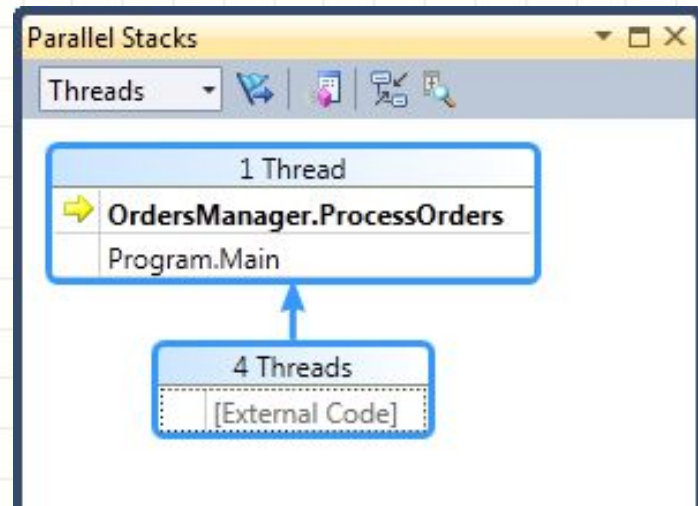 Parallel Stacks
Threads
1 Thread
OrdersManager.ProcessOrders
Program.Main
4 Threads
[External Code]